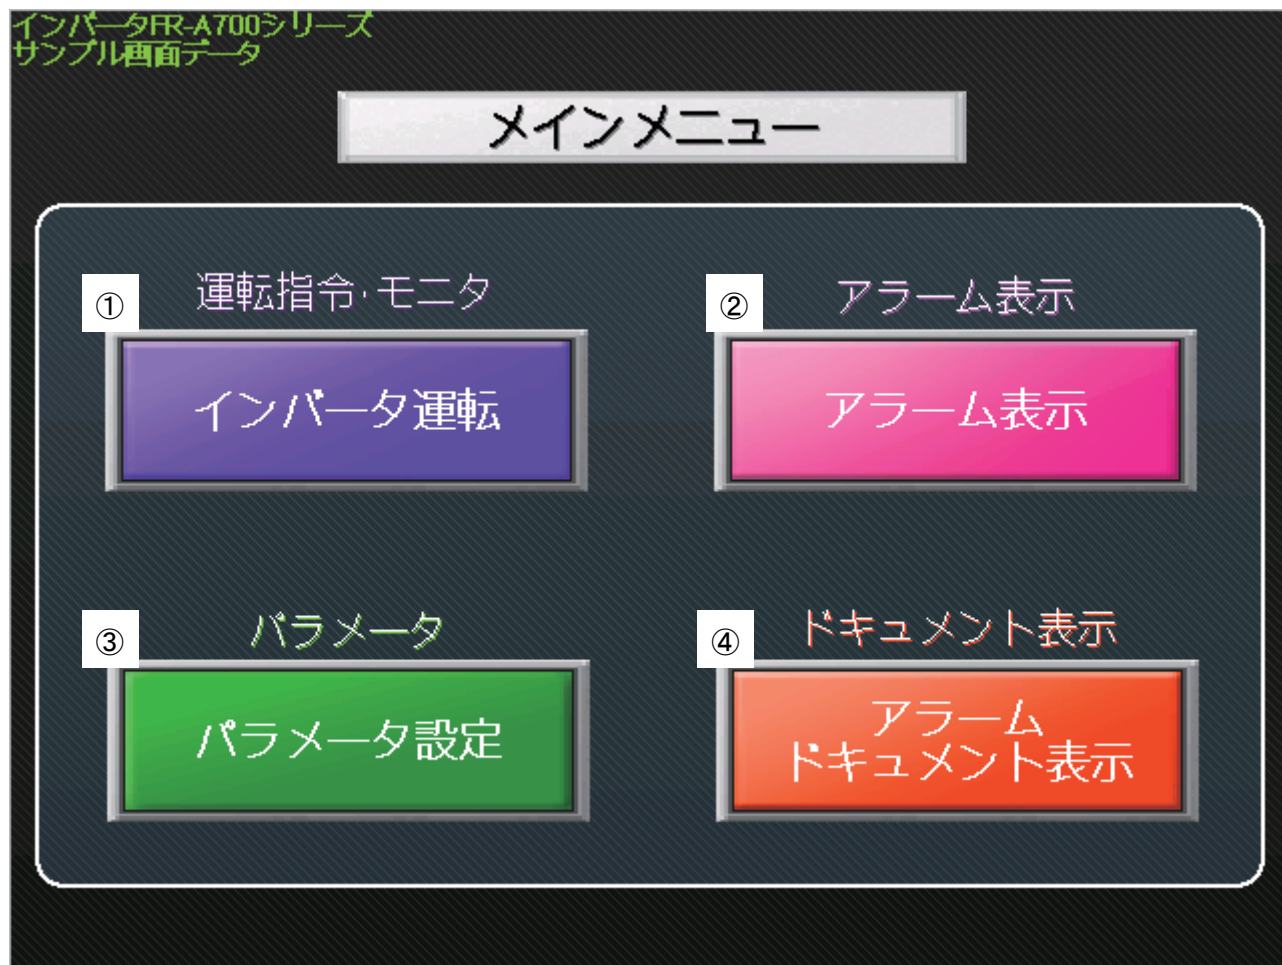 インバータFR-A700シリーズ
サンプル画面データ
メインメニュー
① 運転指令・モニタ
インバータ運転
② アラーム表示
アラーム表示
③ パラメータ
パラメータ設定
④ ドキュメント表示
アラーム
ドキュメント表示